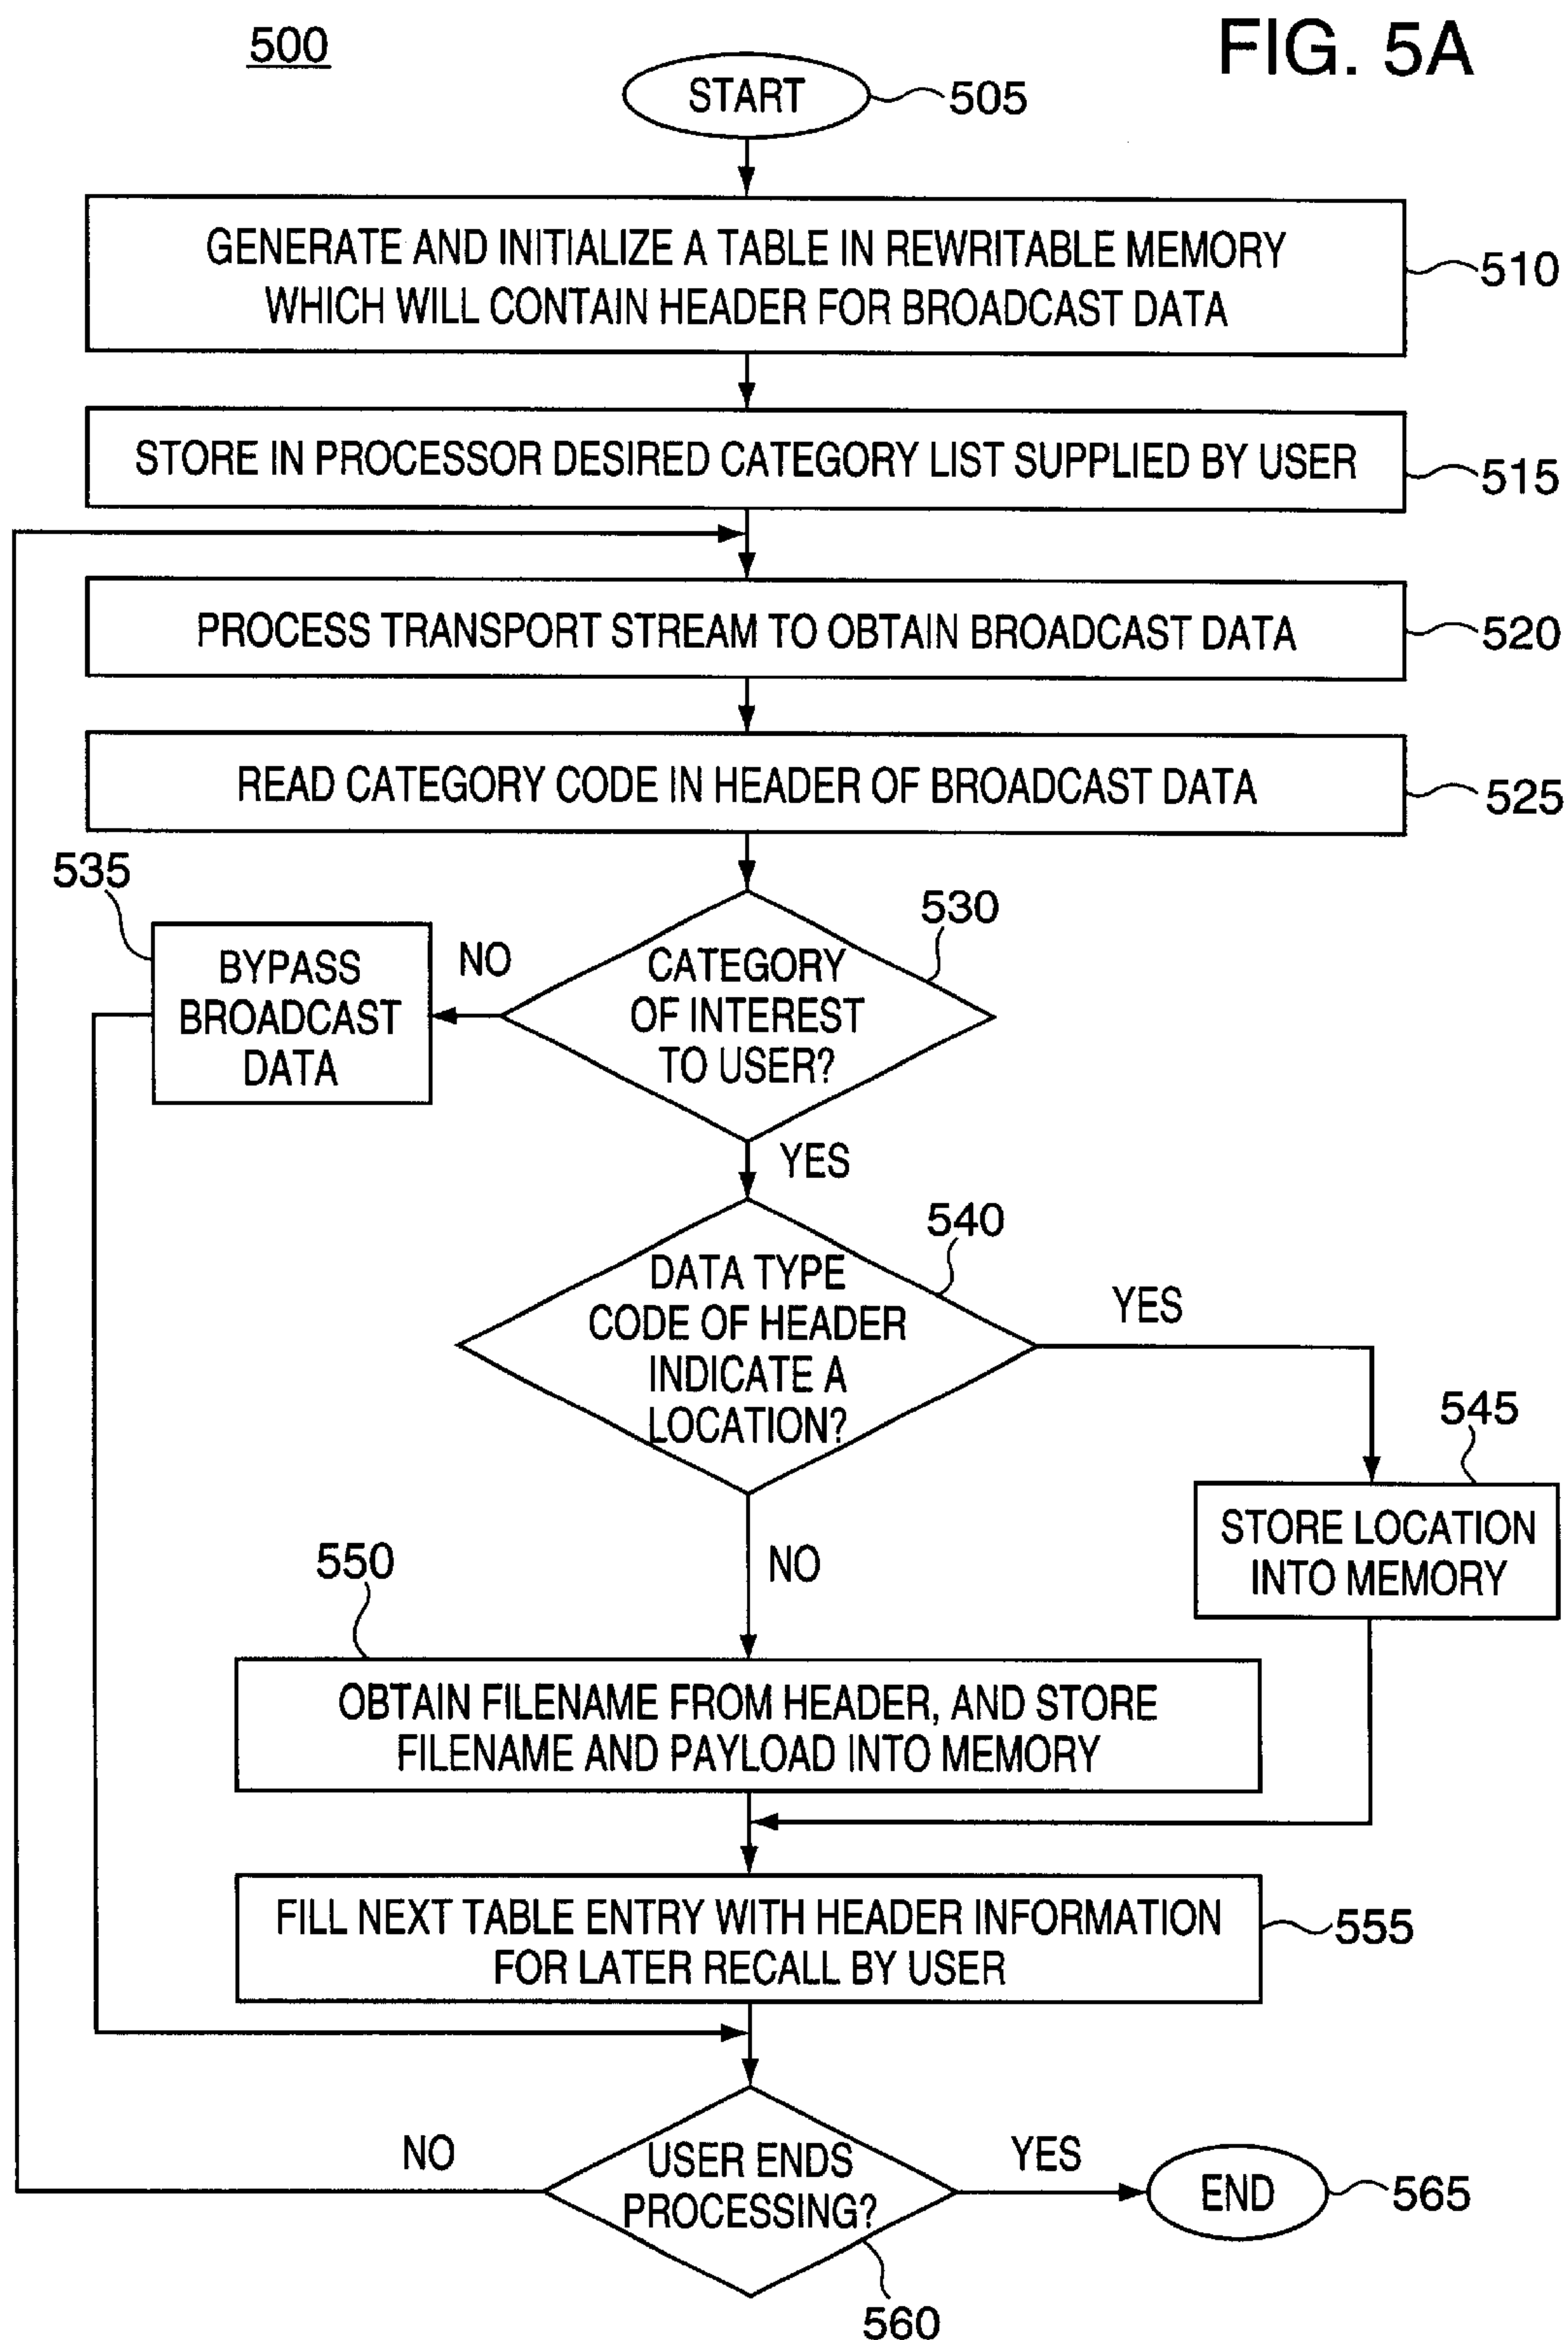 500
FIG. 5A
START
505
GENERATE AND INITIALIZE A TABLE IN REWRITABLE MEMORY
WHICH WILL CONTAIN HEADER FOR BROADCAST DATA
510
STORE IN PROCESSOR DESIRED CATEGORY LIST SUPPLIED BY USER
515
PROCESS TRANSPORT STREAM TO OBTAIN BROADCAST DATA
520
READ CATEGORY CODE IN HEADER OF BROADCAST DATA
525
535
BYPASS
BROADCAST
DATA
NO
530
CATEGORY
OF INTEREST
TO USER?
YES
540
DATA TYPE
CODE OF HEADER
INDICATE A
LOCATION?
YES
545
STORE LOCATION
INTO MEMORY
NO
550
OBTAIN FILENAME FROM HEADER, AND STORE
FILENAME AND PAYLOAD INTO MEMORY
FILL NEXT TABLE ENTRY WITH HEADER INFORMATION
FOR LATER RECALL BY USER
555
NO
USER ENDS
PROCESSING?
YES
END
565
560